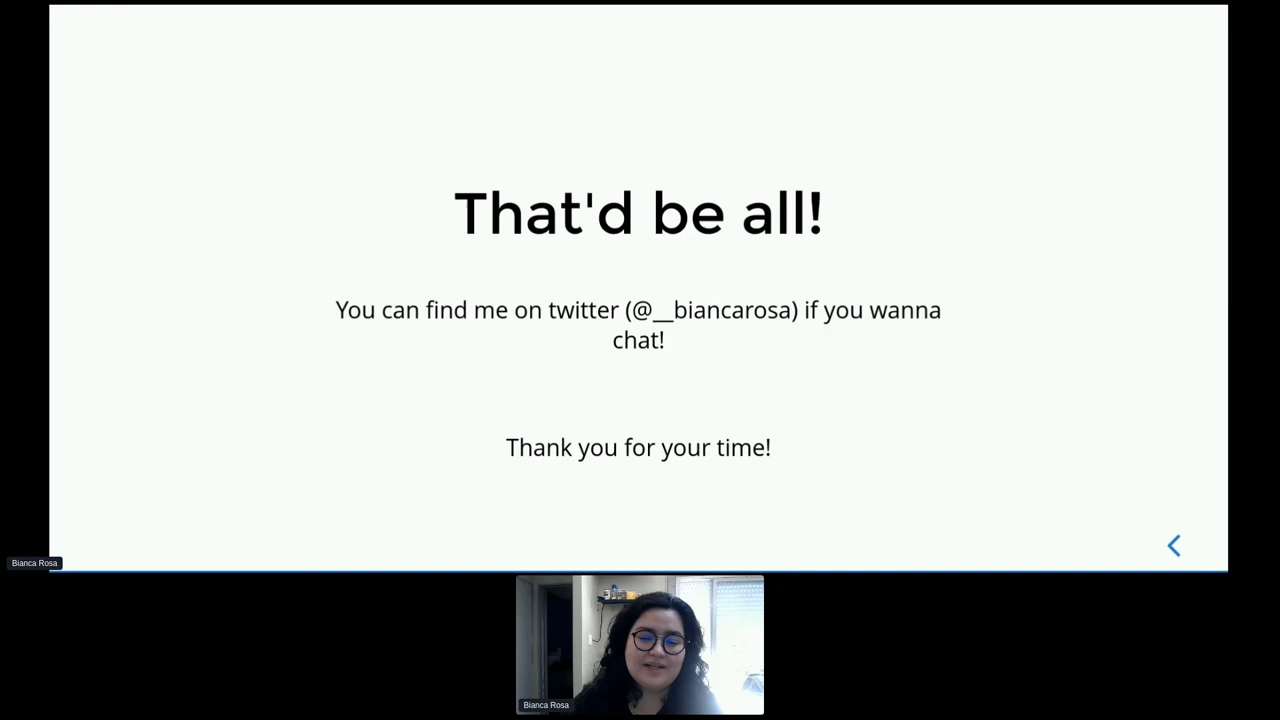 That'd be all!
You can find me on twitter (@__biancarosa) if you wanna
chat!
Thank you for your time!
Bianca Rosa
Bianca Rosa